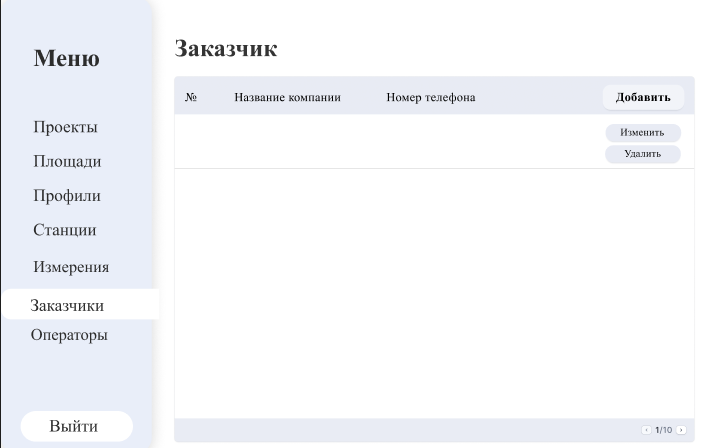 Меню
Проекты
Площади
Профили
Станции
Измерения
Заказчики
Операторы
Выйти
Заказчик
№ Название компании Номер телефона Добавить
Изменить
Удалить
‹ 1/10 ›